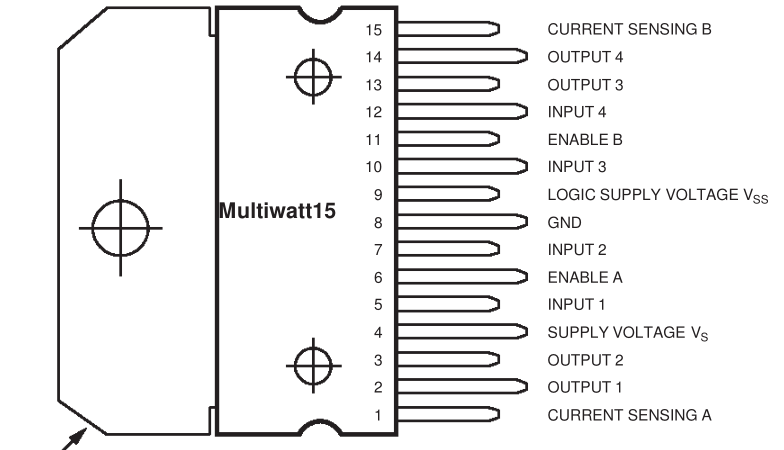 15 CURRENT SENSING B
14 OUTPUT 4
13 OUTPUT 3
12 INPUT 4
11 ENABLE B
10 INPUT 3
9 LOGIC SUPPLY VOLTAGE VSS
Multiwatt15
8 GND
7 INPUT 2
6 ENABLE A
5 INPUT 1
4 SUPPLY VOLTAGE VS
3 OUTPUT 2
2 OUTPUT 1
1 CURRENT SENSING A